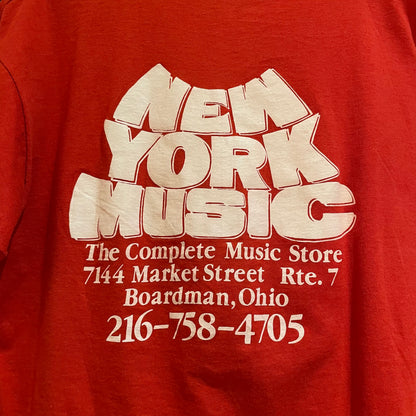 NEW
YORK
MUSIC
The Complete Music Store
7144 Market Street Rte. 7
Boardman, Ohio
216-758-4705